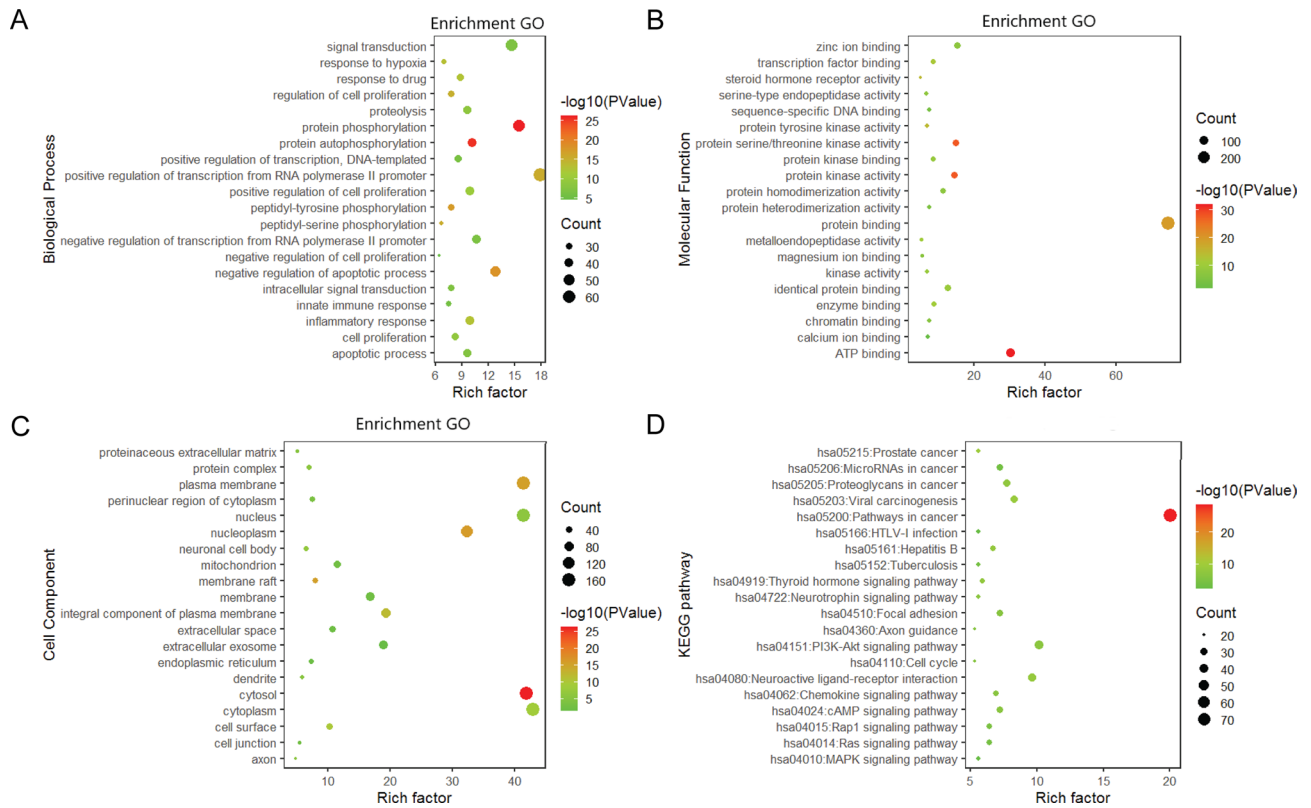 A
Enrichment GO
Biological Process
signal transduction
response to hypoxia
response to drug
regulation of cell proliferation
proteolysis
protein phosphorylation
protein autophosphorylation
positive regulation of transcription, DNA-templated
positive regulation of transcription from RNA polymerase II promoter
positive regulation of cell proliferation
peptidyl-tyrosine phosphorylation
peptidyl-serine phosphorylation
negative regulation of transcription from RNA polymerase II promoter
negative regulation of cell proliferation
negative regulation of apoptotic process
intracellular signal transduction
innate immune response
inflammatory response
cell proliferation
apoptotic process
6 9 12 15 18
Rich factor
-log10(PValue)
25
20
15
10
5
Count
30
40
50
60
B
Enrichment GO
Molecular Function
zinc ion binding
transcription factor binding
steroid hormone receptor activity
serine-type endopeptidase activity
sequence-specific DNA binding
protein tyrosine kinase activity
protein serine/threonine kinase activity
protein kinase binding
protein kinase activity
protein homodimerization activity
protein heterodimerization activity
protein binding
metalloendopeptidase activity
magnesium ion binding
kinase activity
identical protein binding
enzyme binding
chromatin binding
calcium ion binding
ATP binding
20 40 60
Rich factor
Count
100
200
-log10(PValue)
30
20
10
C
Enrichment GO
Cell Component
proteinaceous extracellular matrix
protein complex
plasma membrane
perinuclear region of cytoplasm
nucleus
nucleoplasm
neuronal cell body
mitochondrion
membrane raft
membrane
integral component of plasma membrane
extracellular space
extracellular exosome
endoplasmic reticulum
dendrite
cytosol
cytoplasm
cell surface
cell junction
axon
10 20 30 40
Rich factor
Count
40
80
120
160
-log10(PValue)
25
20
15
10
5
D
KEGG pathway
hsa05215:Prostate cancer
hsa05206:MicroRNAs in cancer
hsa05205:Proteoglycans in cancer
hsa05203:Viral carcinogenesis
hsa05200:Pathways in cancer
hsa05166:HTLV-I infection
hsa05161:Hepatitis B
hsa05152:Tuberculosis
hsa04919:Thyroid hormone signaling pathway
hsa04722:Neurotrophin signaling pathway
hsa04510:Focal adhesion
hsa04360:Axon guidance
hsa04151:PI3K-Akt signaling pathway
hsa04110:Cell cycle
hsa04080:Neuroactive ligand-receptor interaction
hsa04062:Chemokine signaling pathway
hsa04024:cAMP signaling pathway
hsa04015:Rap1 signaling pathway
hsa04014:Ras signaling pathway
hsa04010:MAPK signaling pathway
5 10 15 20
Rich factor
-log10(PValue)
20
10
Count
20
30
40
50
60
70